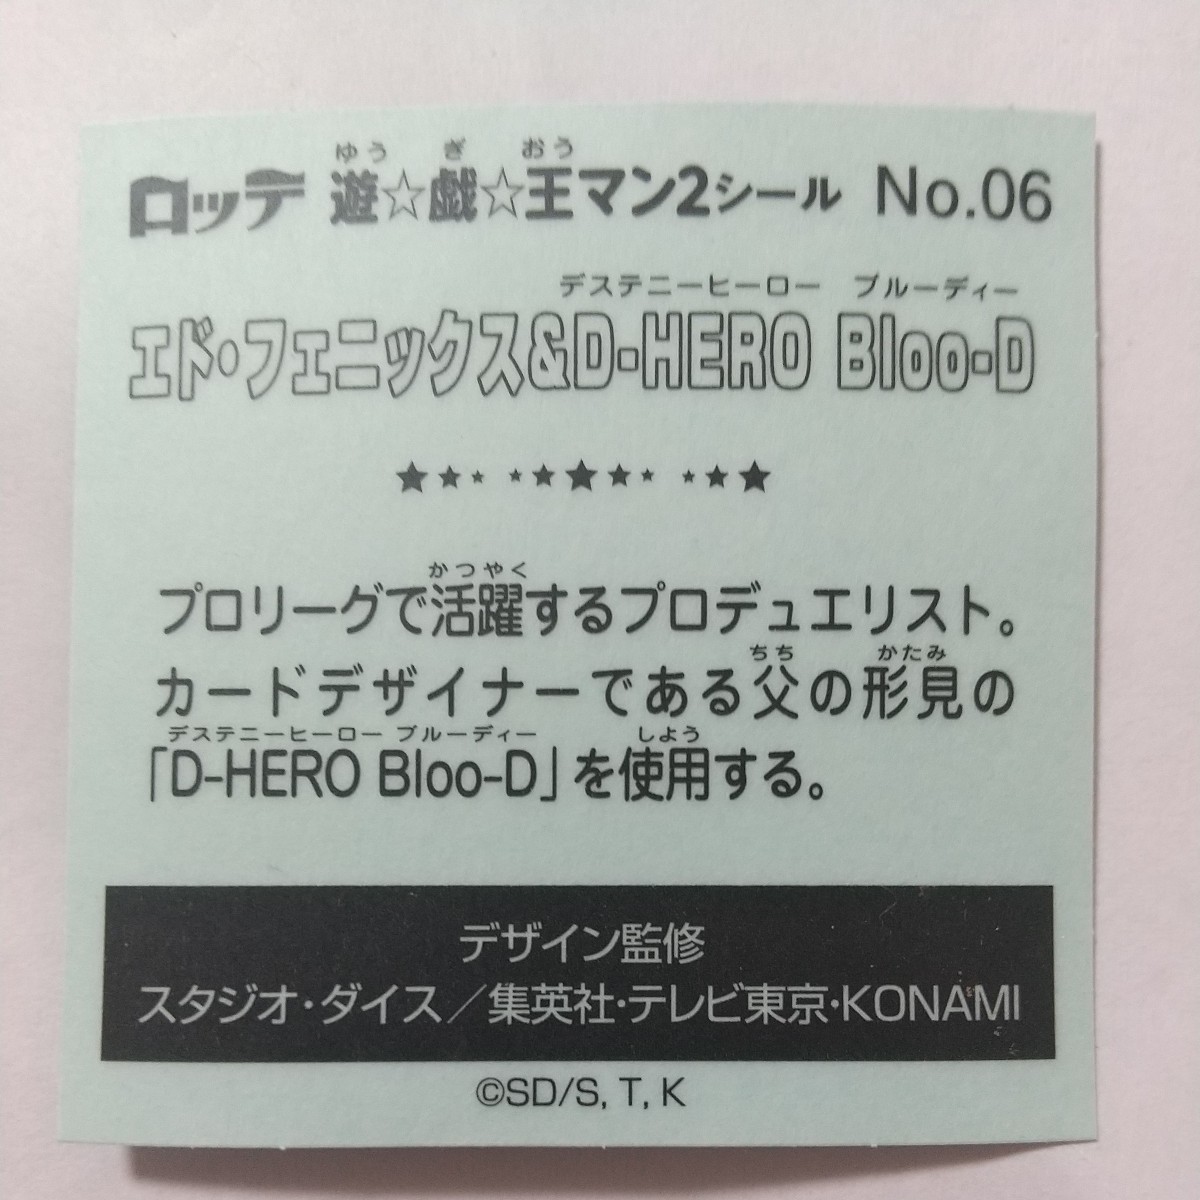 ゆう ぎ おう
ロッテ 遊☆戯☆王マン2シール No.06
デステニーヒーロー ブルーディー
エド・フェニックス&D-HERO Bloo-D
★★★ ★★★★★ ★★★
かつやく
プロリーグで活躍するプロデュエリスト。
ちち かたみ
カードデザイナーである父の形見の
デステニーヒーロー ブルーディー しよう
「D-HERO Bloo-D」を使用する。
デザイン監修
スタジオ・ダイス／集英社・テレビ東京・KONAMI
©SD/S, T, K